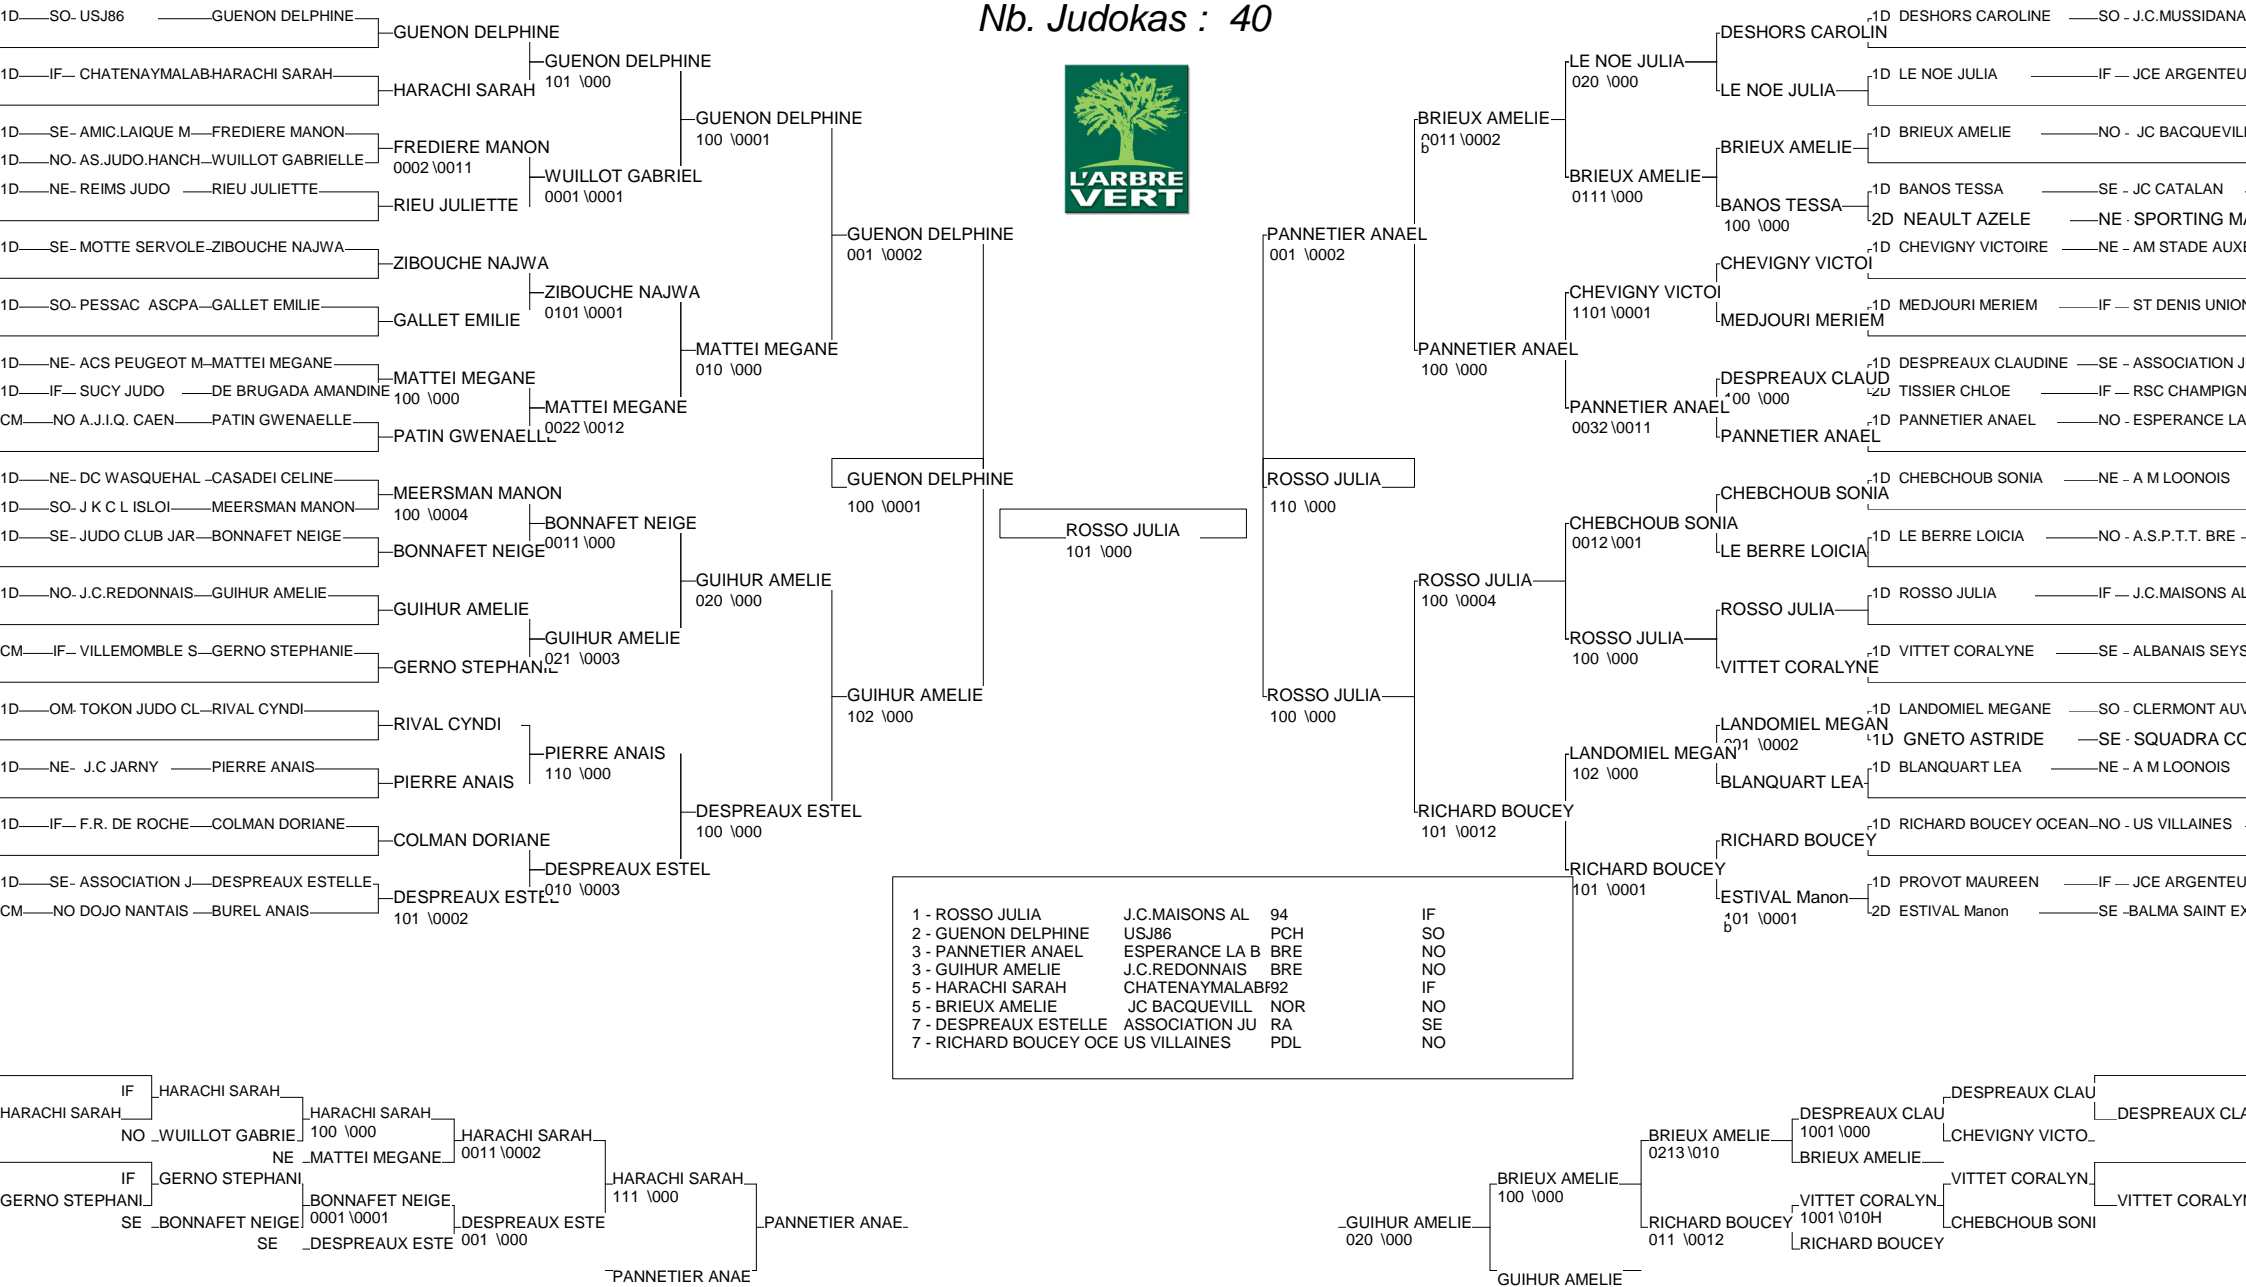 Nb. Judokas : 40
L'ARBRE
VERT
1D SO- USJ86 GUENON DELPHINE
1D IF CHATENAYMALAB HARACHI SARAH
1D SE- AMIC.LAIQUE M FREDIERE MANON
1D NO- AS.JUDO.HANCH WUILLOT GABRIELLE
1D NE- REIMS JUDO RIEU JULIETTE
1D SE- MOTTE SERVOLE ZIBOUCHE NAJWA
1D SO- PESSAC ASCPA GALLET EMILIE
1D NE- ACS PEUGEOT M MATTEI MEGANE
1D IF SUCY JUDO DE BRUGADA AMANDINE
CM NO A.J.I.Q. CAEN PATIN GWENAELLE
1D NE- DC WASQUEHAL CASADEI CELINE
1D SO- J K C L ISLOI MEERSMAN MANON
1D SE- JUDO CLUB JAR BONNAFET NEIGE
1D NO- J.C.REDONNAIS GUIHUR AMELIE
CM IF VILLEMOMBLE S GERNO STEPHANIE
1D OM- TOKON JUDO CL RIVAL CYNDI
1D NE- J.C JARNY PIERRE ANAIS
1D IF F.R. DE ROCHE COLMAN DORIANE
1D SE- ASSOCIATION J DESPREAUX ESTELLE
CM NO DOJO NANTAIS BUREL ANAIS
GUENON DELPHINE
HARACHI SARAH
FREDIERE MANON
0002 \0011
RIEU JULIETTE
ZIBOUCHE NAJWA
GALLET EMILIE
MATTEI MEGANE
100 \000
PATIN GWENAELLE
MEERSMAN MANON
100 \0004
BONNAFET NEIGE
GUIHUR AMELIE
GERNO STEPHANIE
RIVAL CYNDI
PIERRE ANAIS
COLMAN DORIANE
DESPREAUX ESTEL
101 \0002
GUENON DELPHINE
101 \000
WUILLOT GABRIEL
0001 \0001
ZIBOUCHE NAJWA
0101 \0001
MATTEI MEGANE
0022 \0012
BONNAFET NEIGE
0011 \000
GUIHUR AMELIE
021 \0003
PIERRE ANAIS
110 \000
DESPREAUX ESTEL
010 \0003
GUENON DELPHINE
100 \0001
MATTEI MEGANE
010 \000
GUIHUR AMELIE
020 \000
DESPREAUX ESTEL
100 \000
GUENON DELPHINE
001 \0002
GUIHUR AMELIE
102 \000
GUENON DELPHINE
100 \0001
ROSSO JULIA
101 \000
ROSSO JULIA
110 \000
PANNETIER ANAEL
001 \0002
ROSSO JULIA
100 \000
BRIEUX AMELIE
0011 \0002
b
PANNETIER ANAEL
100 \000
ROSSO JULIA
100 \0004
RICHARD BOUCEY
101 \0012
LE NOE JULIA
020 \000
BRIEUX AMELIE
0111 \000
CHEVIGNY VICTOI
1101 \0001
PANNETIER ANAEL
0032 \0011
CHEBCHOUB SONIA
0012 \001
ROSSO JULIA
100 \000
LANDOMIEL MEGAN
102 \000
RICHARD BOUCEY
101 \0001
DESHORS CAROLIN
LE NOE JULIA
BRIEUX AMELIE
BANOS TESSA
100 \000
CHEVIGNY VICTOI
MEDJOURI MERIEM
DESPREAUX CLAUD
100 \000
PANNETIER ANAEL
CHEBCHOUB SONIA
LE BERRE LOICIA
ROSSO JULIA
VITTET CORALYNE
LANDOMIEL MEGAN
001 \0002
BLANQUART LEA
RICHARD BOUCEY
ESTIVAL Manon
101 \0001
b
1D DESHORS CAROLINE SO - J.C.MUSSIDANA
1D LE NOE JULIA IF JCE ARGENTEU
1D BRIEUX AMELIE NO - JC BACQUEVILL
1D BANOS TESSA SE - JC CATALAN
2D NEAULT AZELE NE - SPORTING MA
1D CHEVIGNY VICTOIRE NE - AM STADE AUXE
1D MEDJOURI MERIEM IF ST DENIS UNION
1D DESPREAUX CLAUDINE SE - ASSOCIATION J
2D TISSIER CHLOE IF RSC CHAMPIGN
1D PANNETIER ANAEL NO - ESPERANCE LA
1D CHEBCHOUB SONIA NE - A M LOONOIS
1D LE BERRE LOICIA NO - A.S.P.T.T. BRE
1D ROSSO JULIA IF J.C.MAISONS AL
1D VITTET CORALYNE SE - ALBANAIS SEYS
1D LANDOMIEL MEGANE SO - CLERMONT AUV
1D GNETO ASTRIDE SE - SQUADRA CO
1D BLANQUART LEA NE - A M LOONOIS
1D RICHARD BOUCEY OCEAN NO - US VILLAINES
1D PROVOT MAUREEN IF JCE ARGENTEU
2D ESTIVAL Manon SE -BALMA SAINT EX
1 - ROSSO JULIA J.C.MAISONS AL 94 IF
2 - GUENON DELPHINE USJ86 PCH SO
3 - PANNETIER ANAEL ESPERANCE LA B BRE NO
3 - GUIHUR AMELIE J.C.REDONNAIS BRE NO
5 - HARACHI SARAH CHATENAYMALABR 92 IF
5 - BRIEUX AMELIE JC BACQUEVILL NOR NO
7 - DESPREAUX ESTELLE ASSOCIATION JU RA SE
7 - RICHARD BOUCEY OCE US VILLAINES PDL NO
HARACHI SARAH
GERNO STEPHANI
IF HARACHI SARAH
NO WUILLOT GABRIE
IF GERNO STEPHANI
SE BONNAFET NEIGE
HARACHI SARAH
100 \000
NE MATTEI MEGANE
BONNAFET NEIGE
0001 \0001
SE DESPREAUX ESTE
HARACHI SARAH
0011 \0002
DESPREAUX ESTE
001 \000
HARACHI SARAH
111 \000
PANNETIER ANAE
PANNETIER ANAE
GUIHUR AMELIE
020 \000
BRIEUX AMELIE
100 \000
GUIHUR AMELIE
BRIEUX AMELIE
0213 \010
RICHARD BOUCEY
011 \0012
DESPREAUX CLAU
1001 \000
BRIEUX AMELIE
VITTET CORALYN
1001 \010H
RICHARD BOUCEY
DESPREAUX CLAU
CHEVIGNY VICTO
VITTET CORALYN
CHEBCHOUB SONI
DESPREAUX CLA
VITTET CORALYN